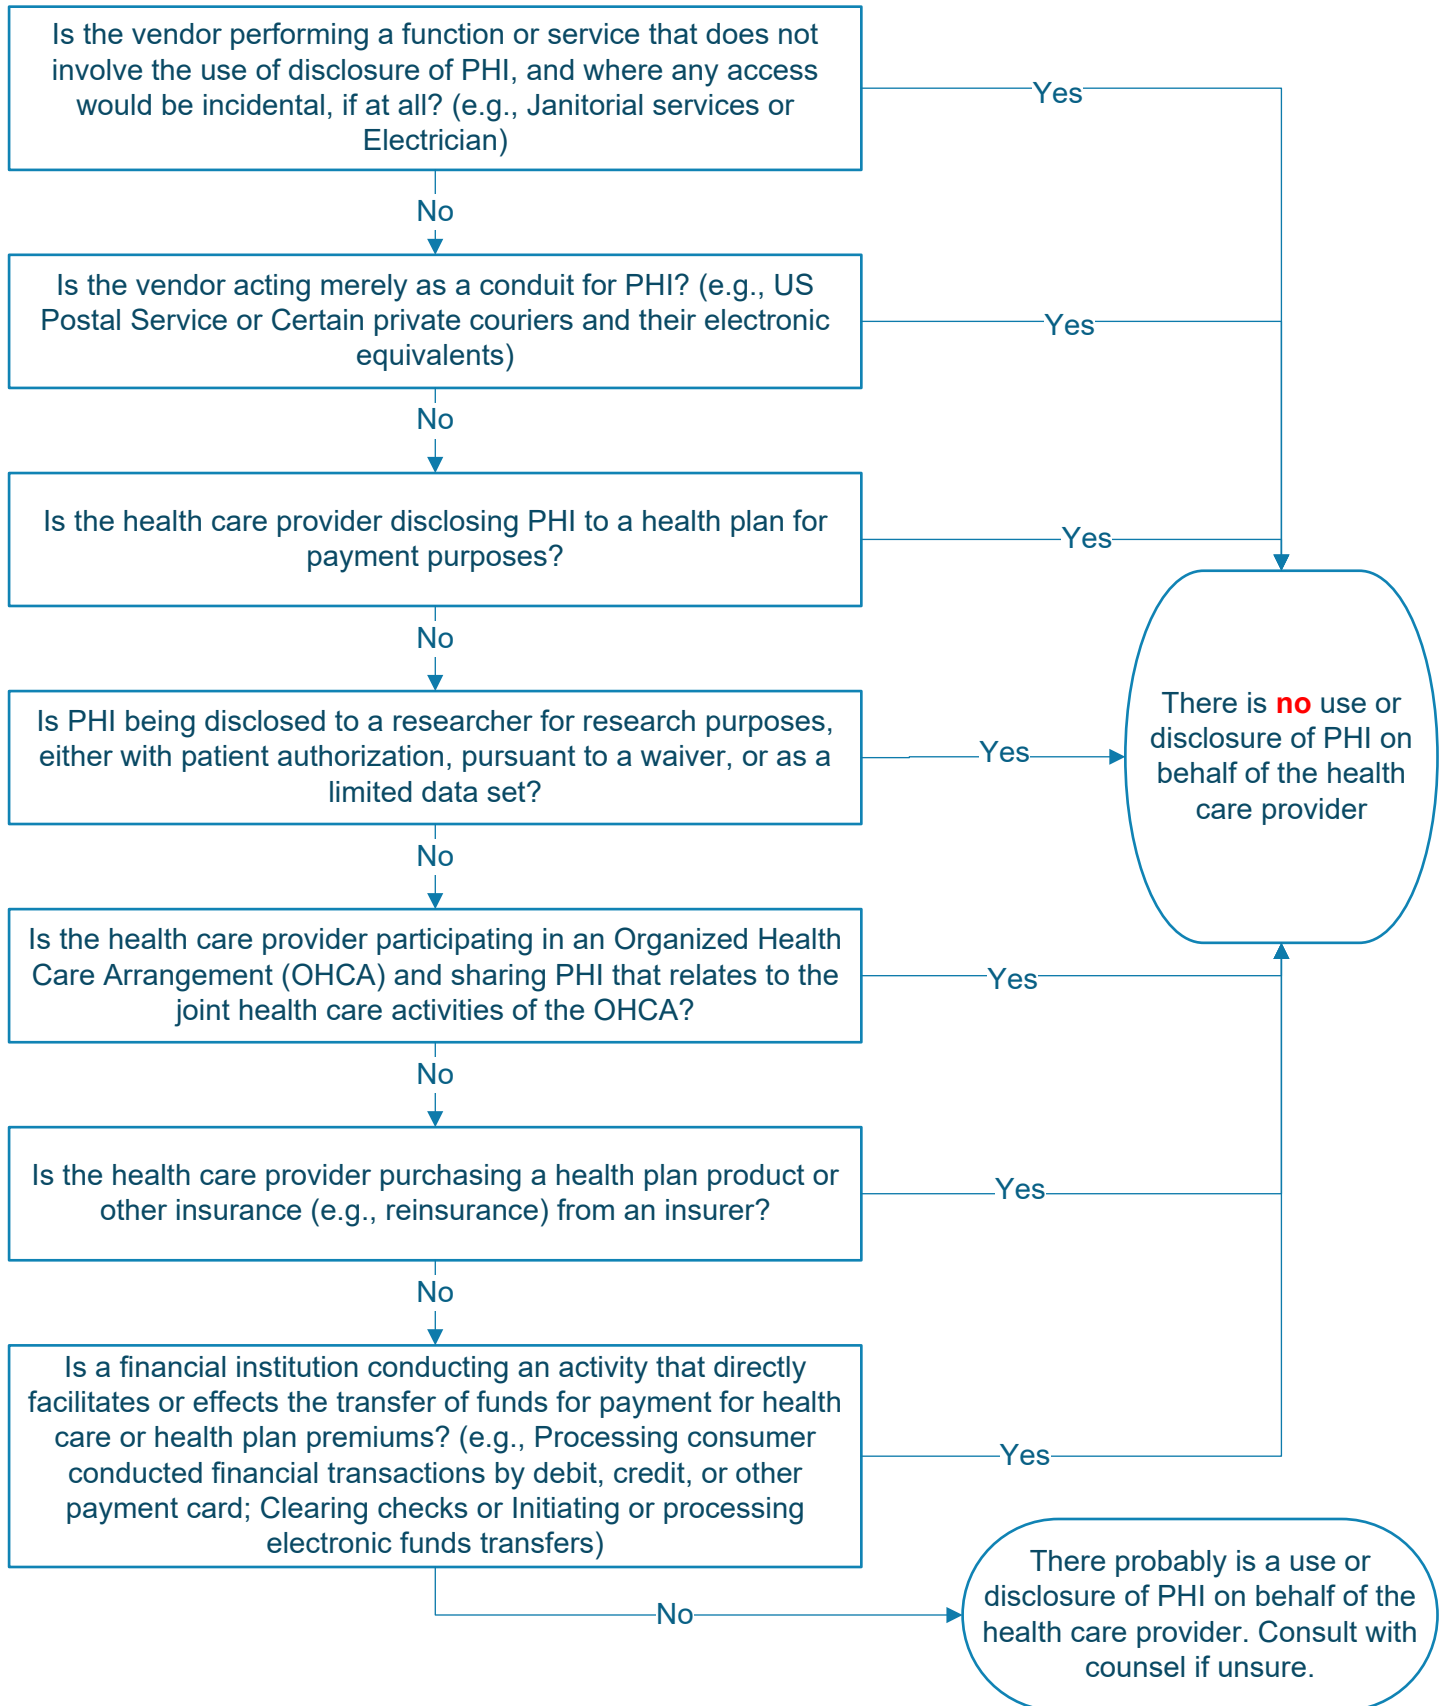 Is the vendor performing a function or service that does not
involve the use of disclosure of PHI, and where any access
would be incidental, if at all? (e.g., Janitorial services or
Electrician)
Yes
No
Is the vendor acting merely as a conduit for PHI? (e.g., US
Postal Service or Certain private couriers and their electronic
equivalents)
Yes
No
Is the health care provider disclosing PHI to a health plan for
payment purposes?
Yes
No
Is PHI being disclosed to a researcher for research purposes,
either with patient authorization, pursuant to a waiver, or as a
limited data set?
Yes
There is no use or
disclosure of PHI on
behalf of the health
care provider
No
Is the health care provider participating in an Organized Health
Care Arrangement (OHCA) and sharing PHI that relates to the
joint health care activities of the OHCA?
Yes
No
Is the health care provider purchasing a health plan product or
other insurance (e.g., reinsurance) from an insurer?
Yes
No
Is a financial institution conducting an activity that directly
facilitates or effects the transfer of funds for payment for health
care or health plan premiums? (e.g., Processing consumer
conducted financial transactions by debit, credit, or other
payment card; Clearing checks or Initiating or processing
electronic funds transfers)
Yes
No
There probably is a use or
disclosure of PHI on behalf of the
health care provider. Consult with
counsel if unsure.